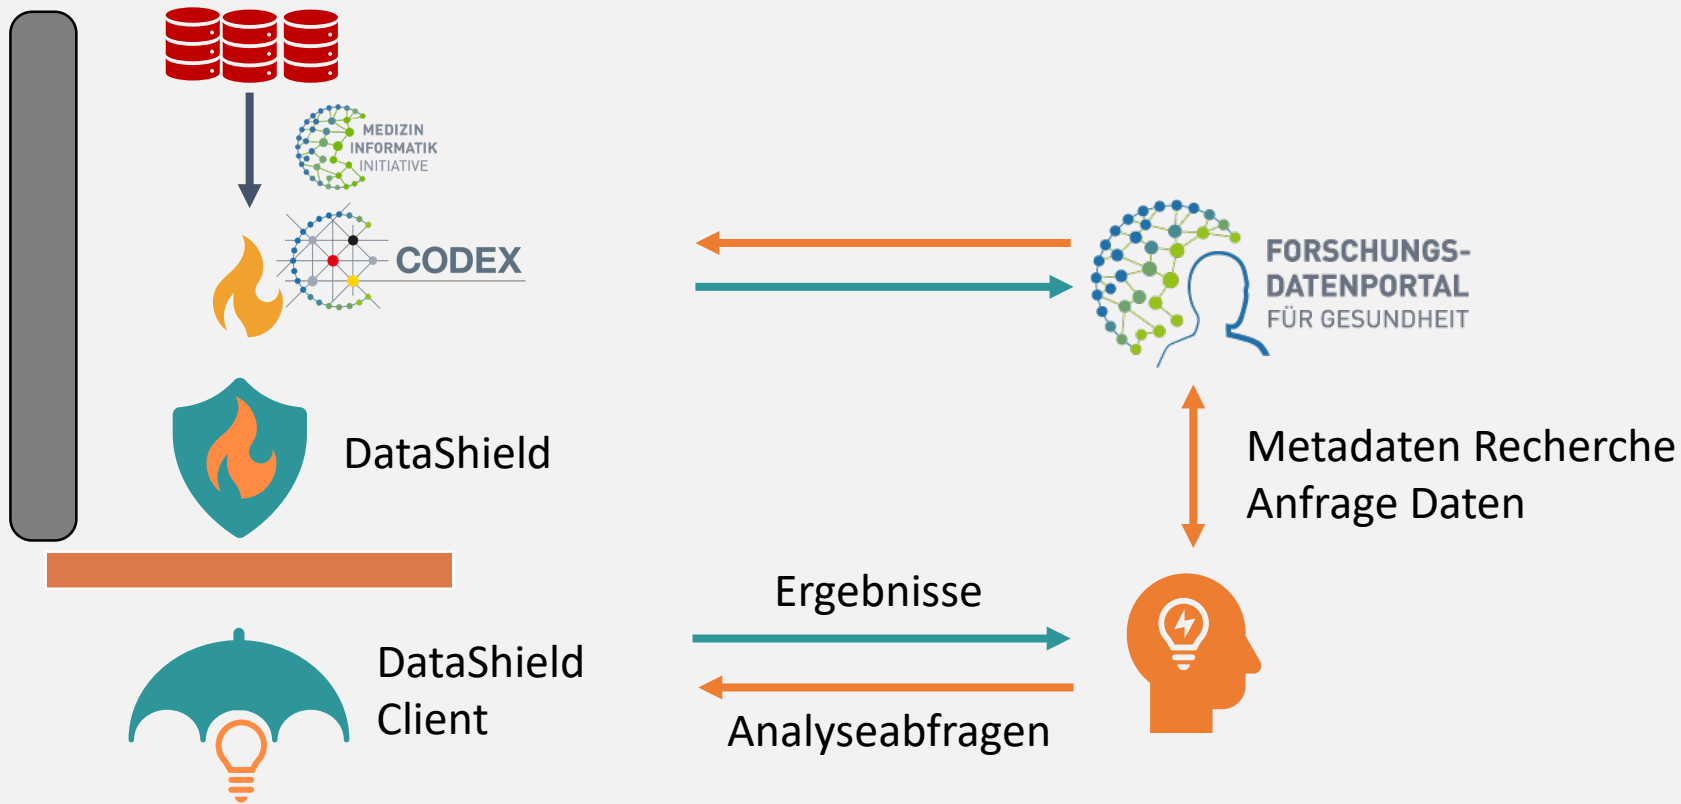 MEDIZIN
INFORMATIK
INITIATIVE
CODEX
FORSCHUNGS-
DATENPORTAL
FÜR GESUNDHEIT
DataShield
Metadaten Recherche
Anfrage Daten
Ergebnisse
DataShield
Client
Analyseabfragen